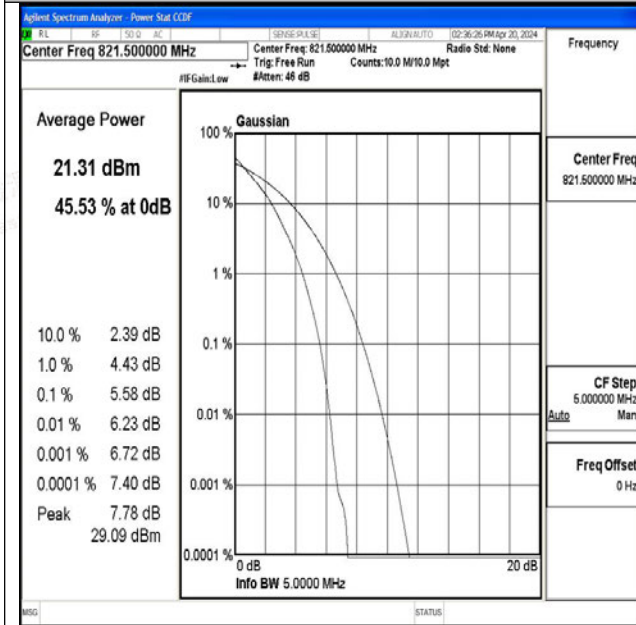 Agilent Spectrum Analyzer - Power Stat CCDF
RL RF 50 Ω AC SENSE:PULSE ALIGNAUTO 02:36:26 PM Apr 20, 2024
Center Freq 821.500000 MHz
Center Freq: 821.500000 MHz Radio Std: None
Trig: Free Run Counts:10.0 M/10.0 Mpt
#IFGain:Low #Atten: 46 dB
Frequency
Average Power
21.31 dBm
45.53 % at 0dB
10.0 % 2.39 dB
1.0 % 4.43 dB
0.1 % 5.58 dB
0.01 % 6.23 dB
0.001 % 6.72 dB
0.0001 % 7.40 dB
Peak 7.78 dB
29.09 dBm
Gaussian
100 %
10 %
1 %
0.1 %
0.01 %
0.001 %
0.0001 %
0 dB 20 dB
Info BW 5.0000 MHz
Center Freq
821.500000 MHz
CF Step
5.000000 MHz
Auto Man
Freq Offset
0 Hz
MSG STATUS